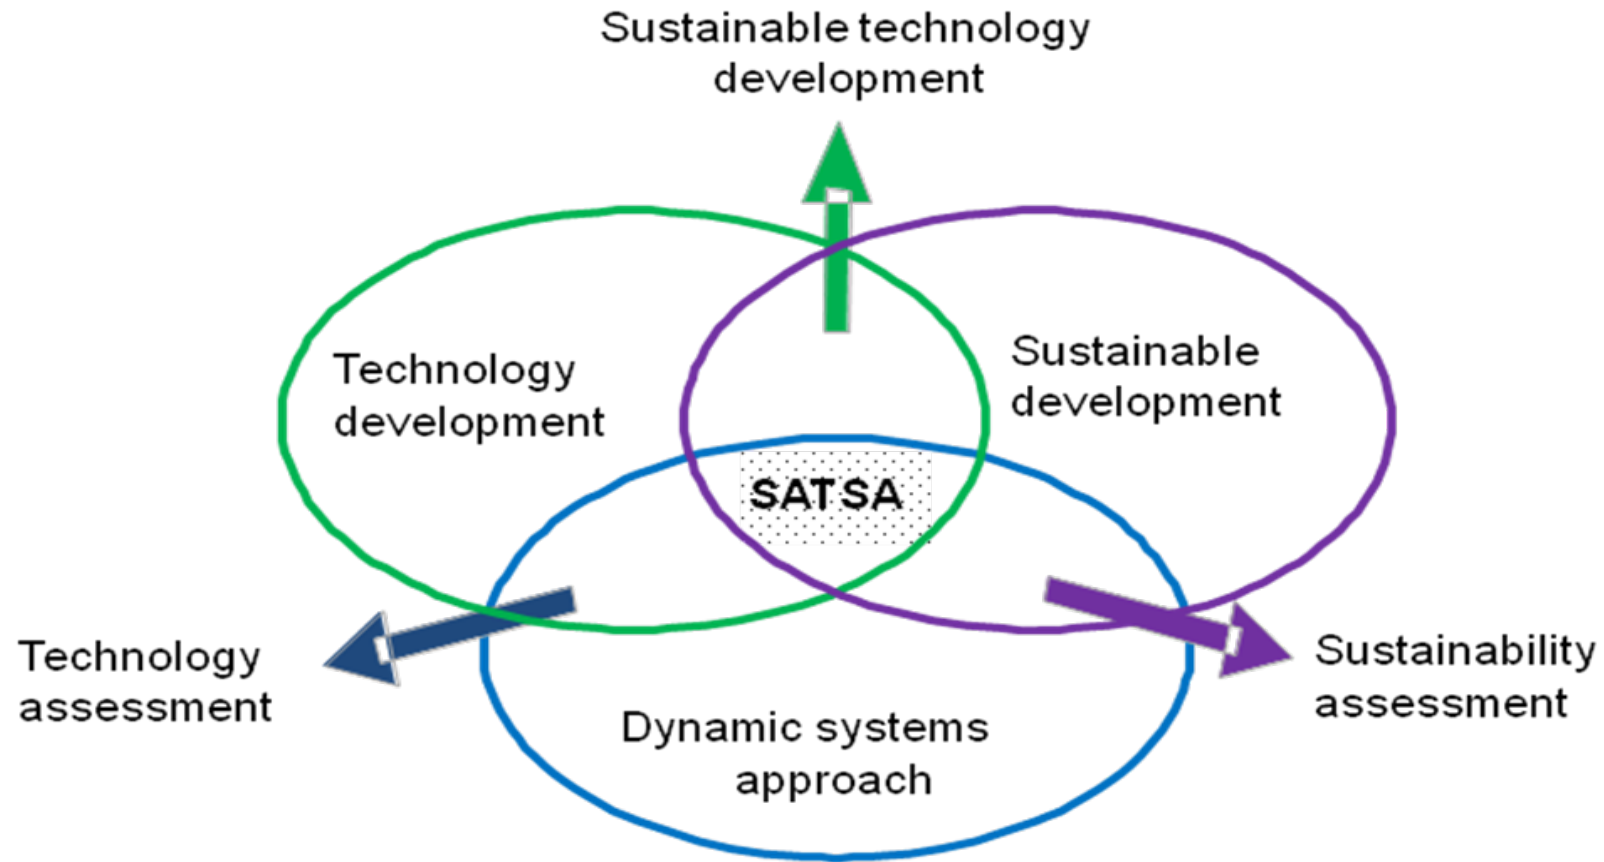 Sustainable technology
development
Technology
development
Sustainable
development
SATSA
Technology
assessment
Sustainability
assessment
Dynamic systems
approach